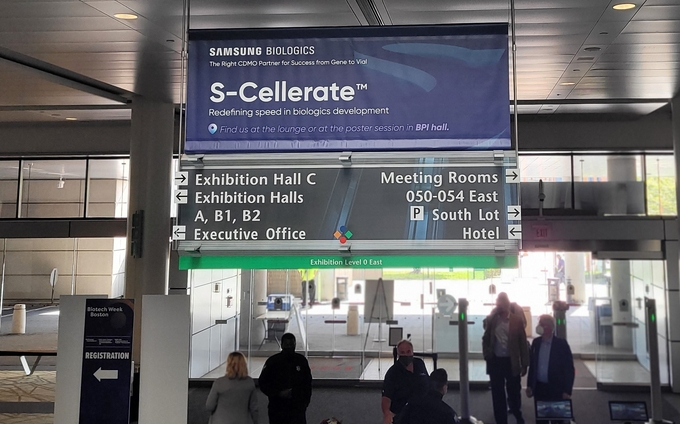 SAMSUNG BIOLOGICS
The Right CDMO Partner for Success from Gene to Vial
S-Cellerate™
Redefining speed in biologics development
Find us at the lounge or at the poster session in BPI hall.
→ Exhibition Hall C
← Exhibition Halls
A, B1, B2
← Executive Office
Meeting Rooms →
050-054 East
P South Lot →
Hotel →
Exhibition Level 0 East
Biotech Week
Boston
REGISTRATION
←